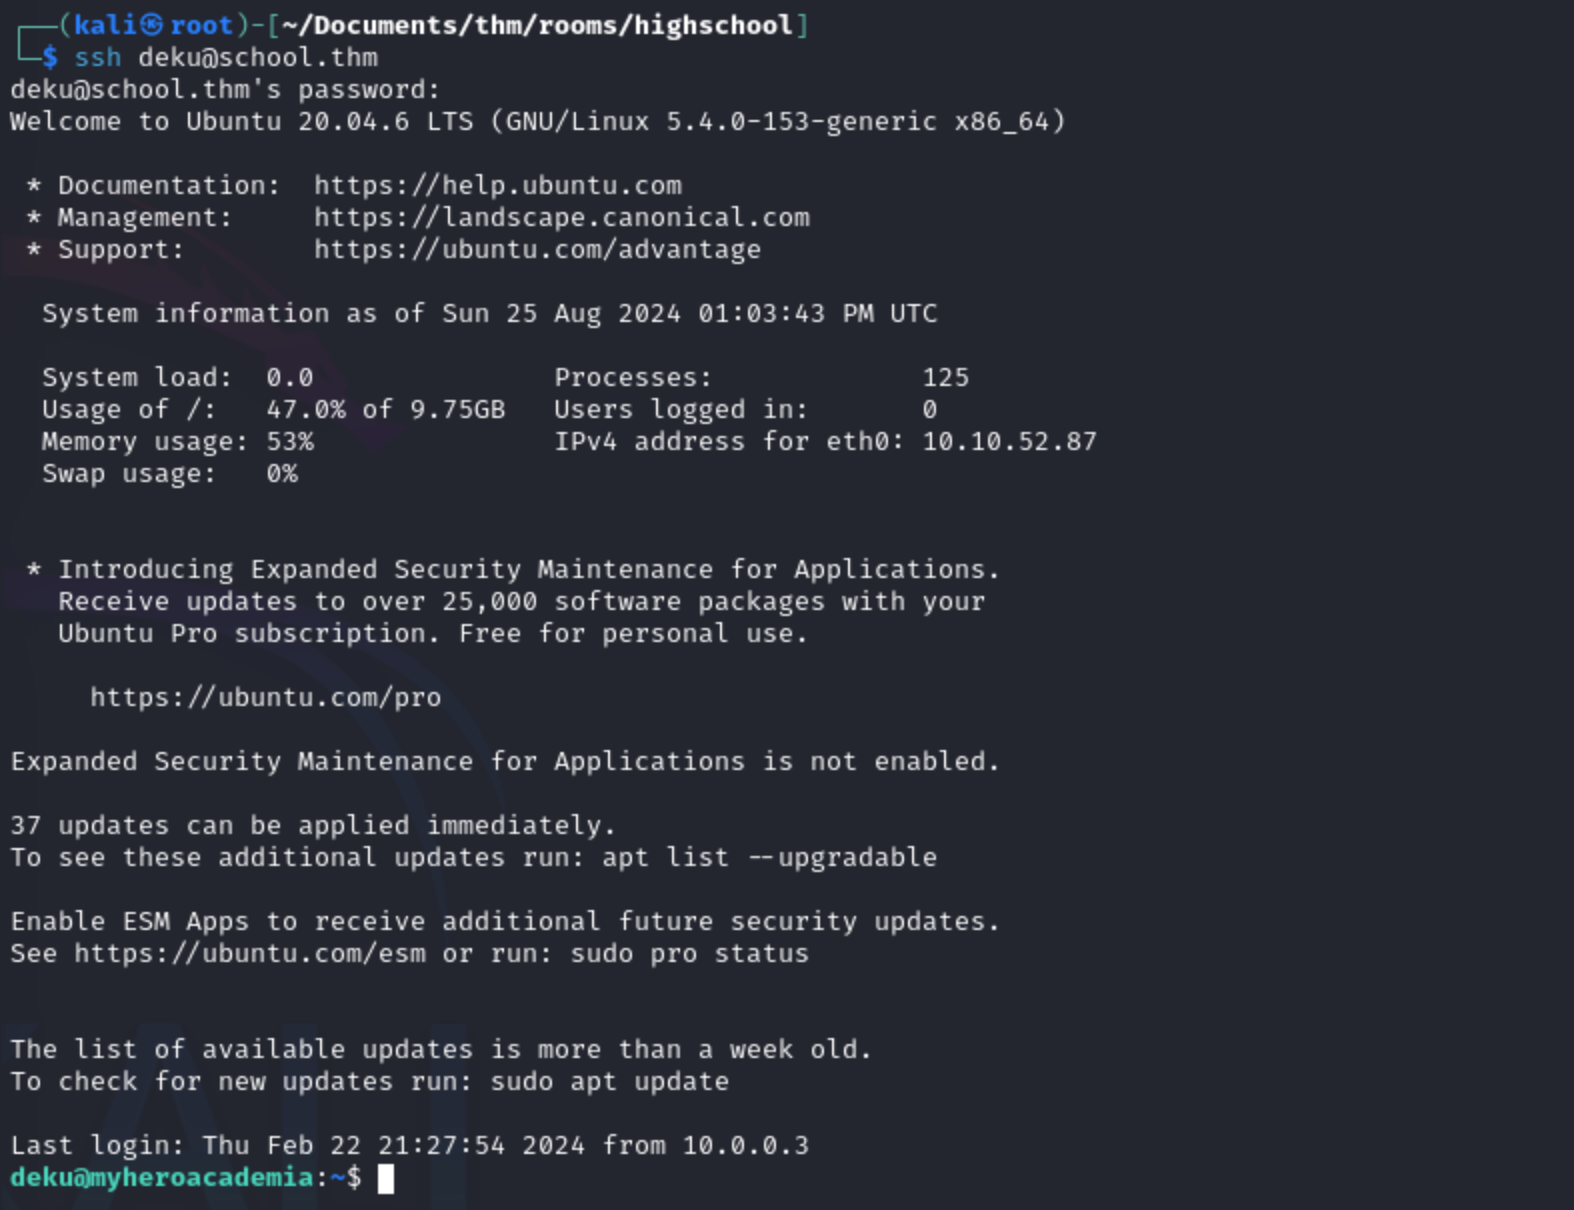 ┌──(kali㉿root)-[~/Documents/thm/rooms/highschool]
└─$ ssh deku@school.thm
deku@school.thm's password:
Welcome to Ubuntu 20.04.6 LTS (GNU/Linux 5.4.0-153-generic x86_64)

 * Documentation:  https://help.ubuntu.com
 * Management:     https://landscape.canonical.com
 * Support:        https://ubuntu.com/advantage

  System information as of Sun 25 Aug 2024 01:03:43 PM UTC

  System load:  0.0               Processes:             125
  Usage of /:   47.0% of 9.75GB   Users logged in:       0
  Memory usage: 53%               IPv4 address for eth0: 10.10.52.87
  Swap usage:   0%


 * Introducing Expanded Security Maintenance for Applications.
   Receive updates to over 25,000 software packages with your
   Ubuntu Pro subscription. Free for personal use.

     https://ubuntu.com/pro

Expanded Security Maintenance for Applications is not enabled.

37 updates can be applied immediately.
To see these additional updates run: apt list --upgradable

Enable ESM Apps to receive additional future security updates.
See https://ubuntu.com/esm or run: sudo pro status


The list of available updates is more than a week old.
To check for new updates run: sudo apt update

Last login: Thu Feb 22 21:27:54 2024 from 10.0.0.3
deku@myheroacademia:~$